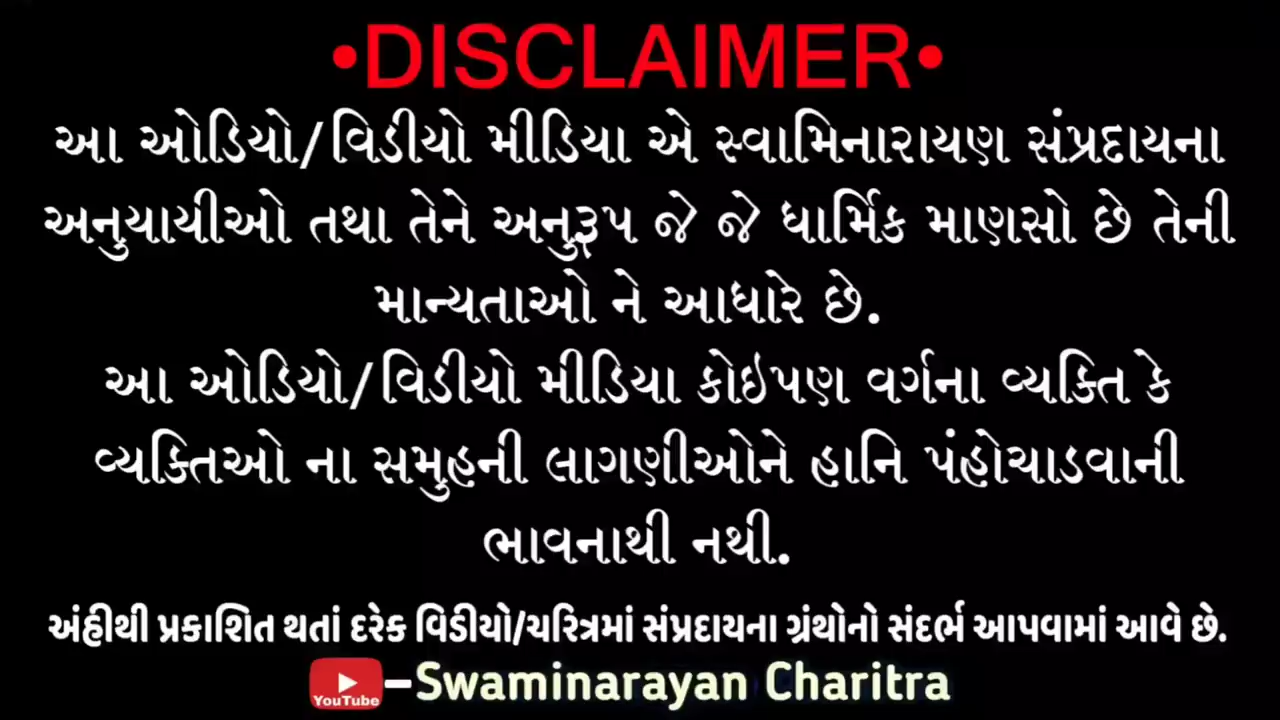 •DISCLAIMER•
આ ઓડિયો/વિડીયો મીડિયા એ સ્વામિનારાયણ સંપ્રદાયના
અનુયાયીઓ તથા તેને અનુરૂપ જે જે ધાર્મિક માણસો છે તેની
માન્યતાઓ ને આધારે છે.
આ ઓડિયો/વિડીયો મીડિયા કોઇપણ વર્ગના વ્યક્તિ કે
વ્યક્તિઓ ના સમુહની લાગણીઓને હાનિ પંહોચાડવાની
ભાવનાથી નથી.
અંહીથી પ્રકાશિત થતાં દરેક વિડીયો/ચરિત્રમાં સંપ્રદાયના ગ્રંથોનો સંદર્ભ આપવામાં આવે છે.
YouTube –Swaminarayan Charitra